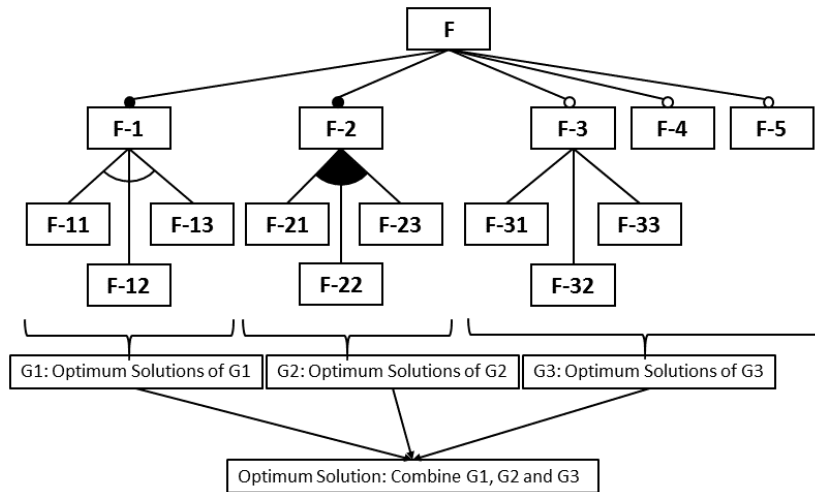 F
F-1 F-2 F-3 F-4 F-5
F-11 F-13 F-21 F-23 F-31 F-33
F-12 F-22 F-32
G1: Optimum Solutions of G1 G2: Optimum Solutions of G2 G3: Optimum Solutions of G3
Optimum Solution: Combine G1, G2 and G3